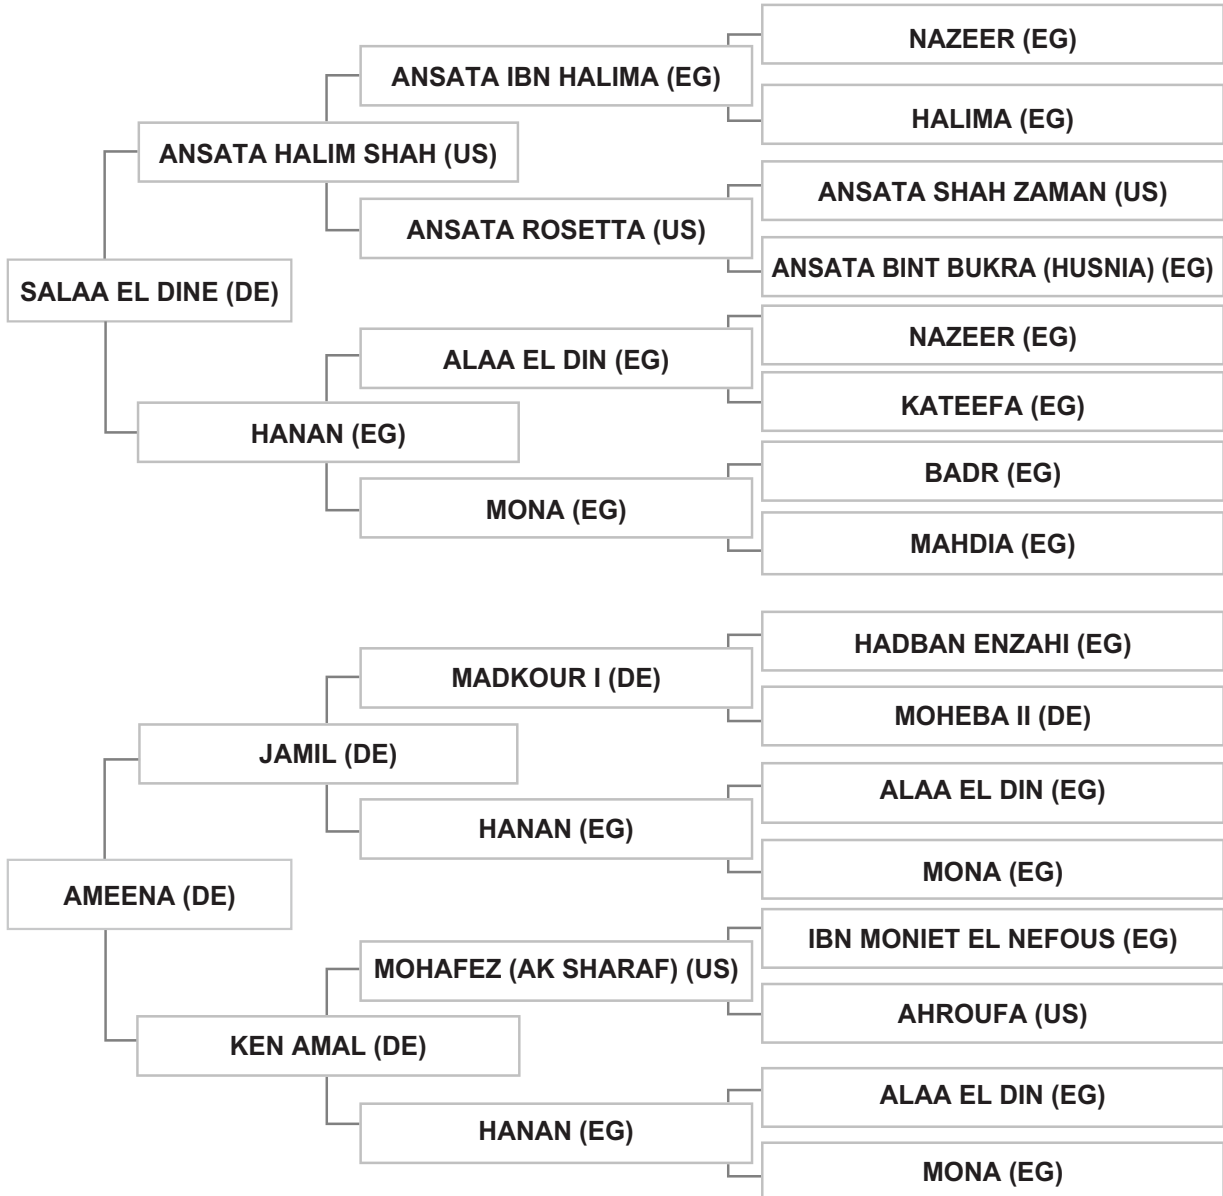 NAZEER (EG)
ANSATA IBN HALIMA (EG)
HALIMA (EG)
ANSATA HALIM SHAH (US)
ANSATA SHAH ZAMAN (US)
ANSATA ROSETTA (US)
ANSATA BINT BUKRA (HUSNIA) (EG)
SALAA EL DINE (DE)
NAZEER (EG)
ALAA EL DIN (EG)
KATEEFA (EG)
HANAN (EG)
BADR (EG)
MONA (EG)
MAHDIA (EG)
HADBAN ENZAHI (EG)
MADKOUR I (DE)
MOHEBA II (DE)
JAMIL (DE)
ALAA EL DIN (EG)
HANAN (EG)
MONA (EG)
AMEENA (DE)
IBN MONIET EL NEFOUS (EG)
MOHAFEZ (AK SHARAF) (US)
AHROUFA (US)
KEN AMAL (DE)
ALAA EL DIN (EG)
HANAN (EG)
MONA (EG)